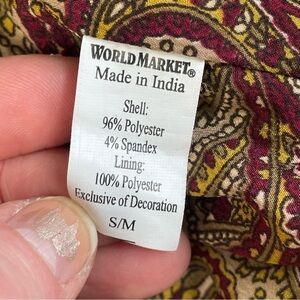 WORLD MARKET®
Made in India
Shell:
96% Polyester
4% Spandex
Lining:
100% Polyester
Exclusive of Decoration
S/M